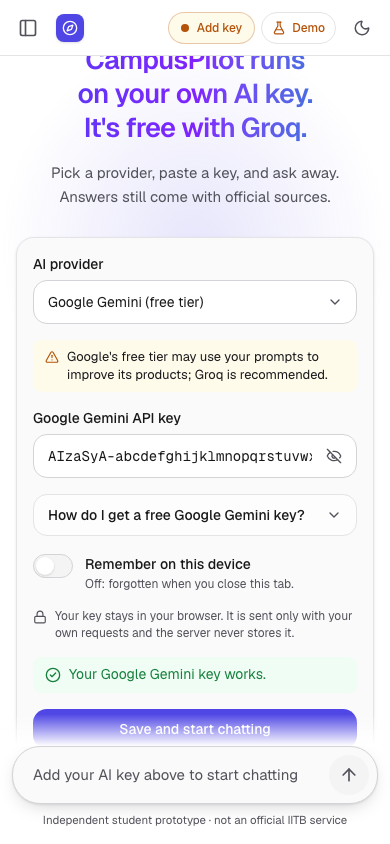 Add key
Demo
CampusPilot runs
on your own AI key.
It's free with Groq.
Pick a provider, paste a key, and ask away.
Answers still come with official sources.
AI provider
Google Gemini (free tier)
Google's free tier may use your prompts to
improve its products; Groq is recommended.
Google Gemini API key
AIzaSyA-abcdefghijklmnopqrstuvwx
How do I get a free Google Gemini key?
Remember on this device
Off: forgotten when you close this tab.
Your key stays in your browser. It is sent only with your
own requests and the server never stores it.
Your Google Gemini key works.
Save and start chatting
Add your AI key above to start chatting
Independent student prototype · not an official IITB service